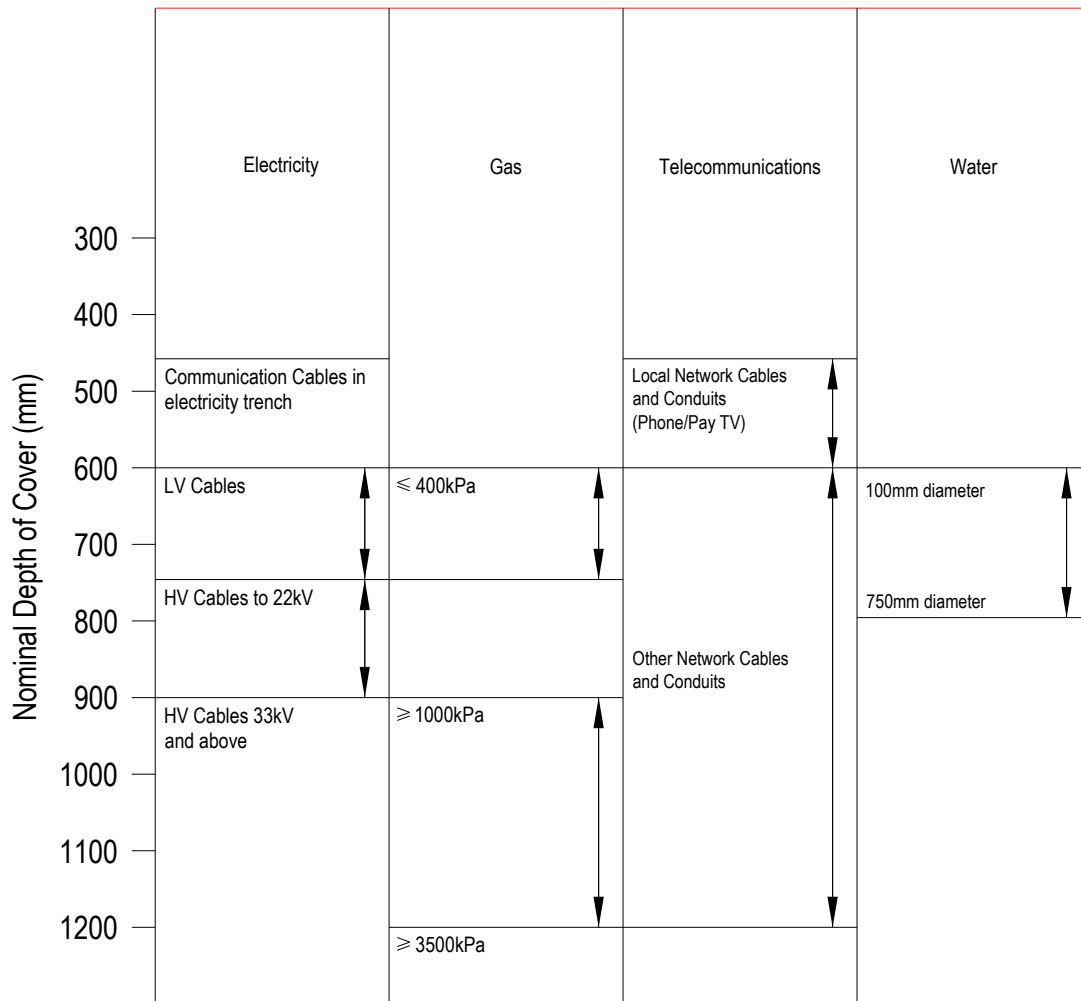 Electricity
Gas
Telecommunications
Water
Nominal Depth of Cover (mm)
300
400
500
600
700
800
900
1000
1100
1200
Communication Cables in
electricity trench
LV Cables
HV Cables to 22kV
HV Cables 33kV
and above
≤ 400kPa
≥ 1000kPa
≥ 3500kPa
Local Network Cables
and Conduits
(Phone/Pay TV)
Other Network Cables
and Conduits
100mm diameter
750mm diameter